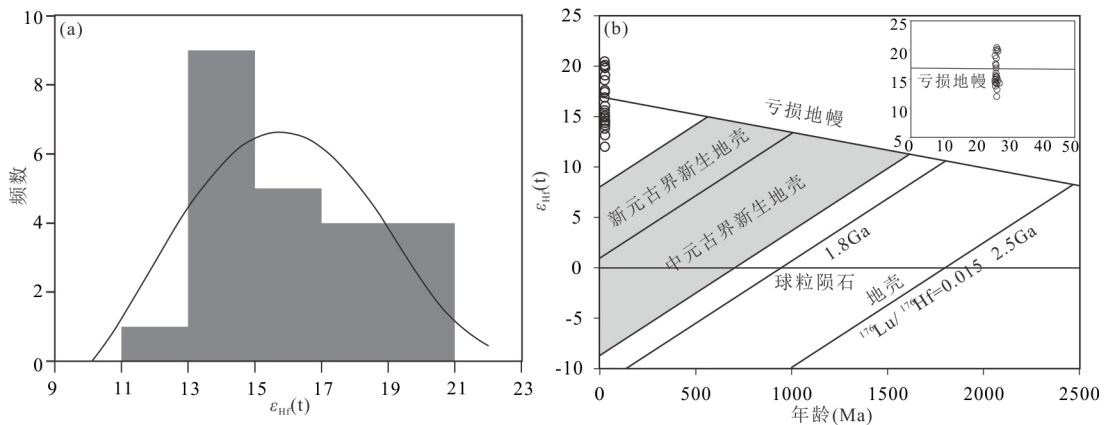 (a)
10
8
6
4
2
0
频数
9 11 13 15 17 19 21 23
εHf(t)
(b)
25
20
15
10
5
0
-5
-10
εHf(t)
0 500 1000 1500 2000 2500
年龄(Ma)
亏损地幔
新元古界新生地壳
中元古界新生地壳
1.8Ga
球粒陨石
地壳
¹⁷⁶Lu/ ¹⁷⁶Hf=0.015
2.5Ga
25
20
15
10
5
亏损地幔
0 10 20 30 40 50